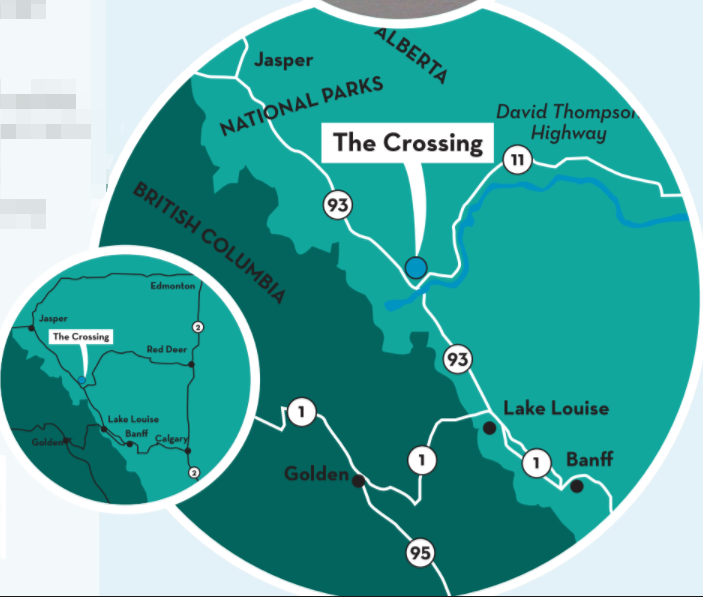 ALBERTA
Jasper
NATIONAL PARKS
David Thompson
Highway
The Crossing
11
93
BRITISH COLUMBIA
93
Lake Louise
1
Golden
1
1
Banff
95
Edmonton
Jasper
2
The Crossing
Red Deer
Lake Louise
Banff
Calgary
Golden
2